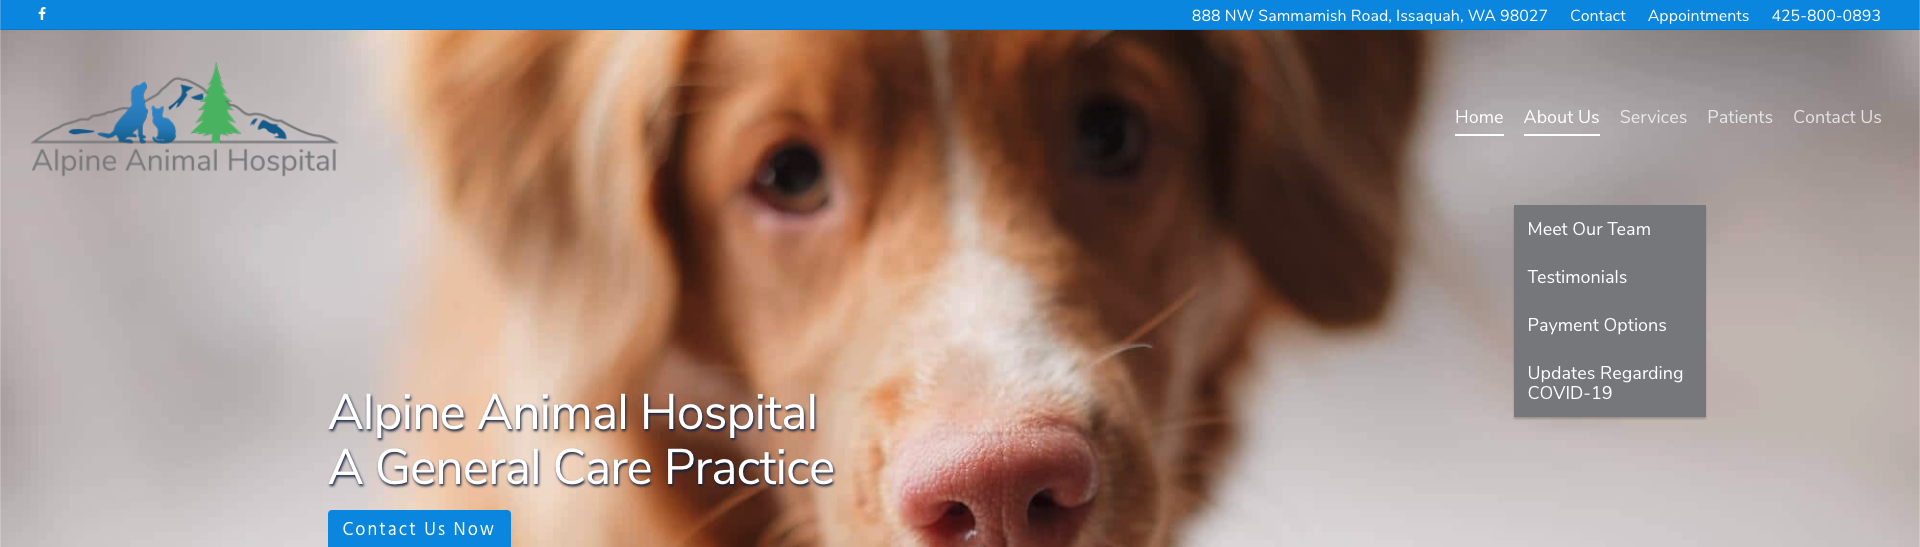 888 NW Sammamish Road, Issaquah, WA 98027 Contact Appointments 425-800-0893
Alpine Animal Hospital
Home About Us Services Patients Contact Us
Meet Our Team
Testimonials
Payment Options
Updates Regarding
COVID-19
Alpine Animal Hospital
A General Care Practice
Contact Us Now